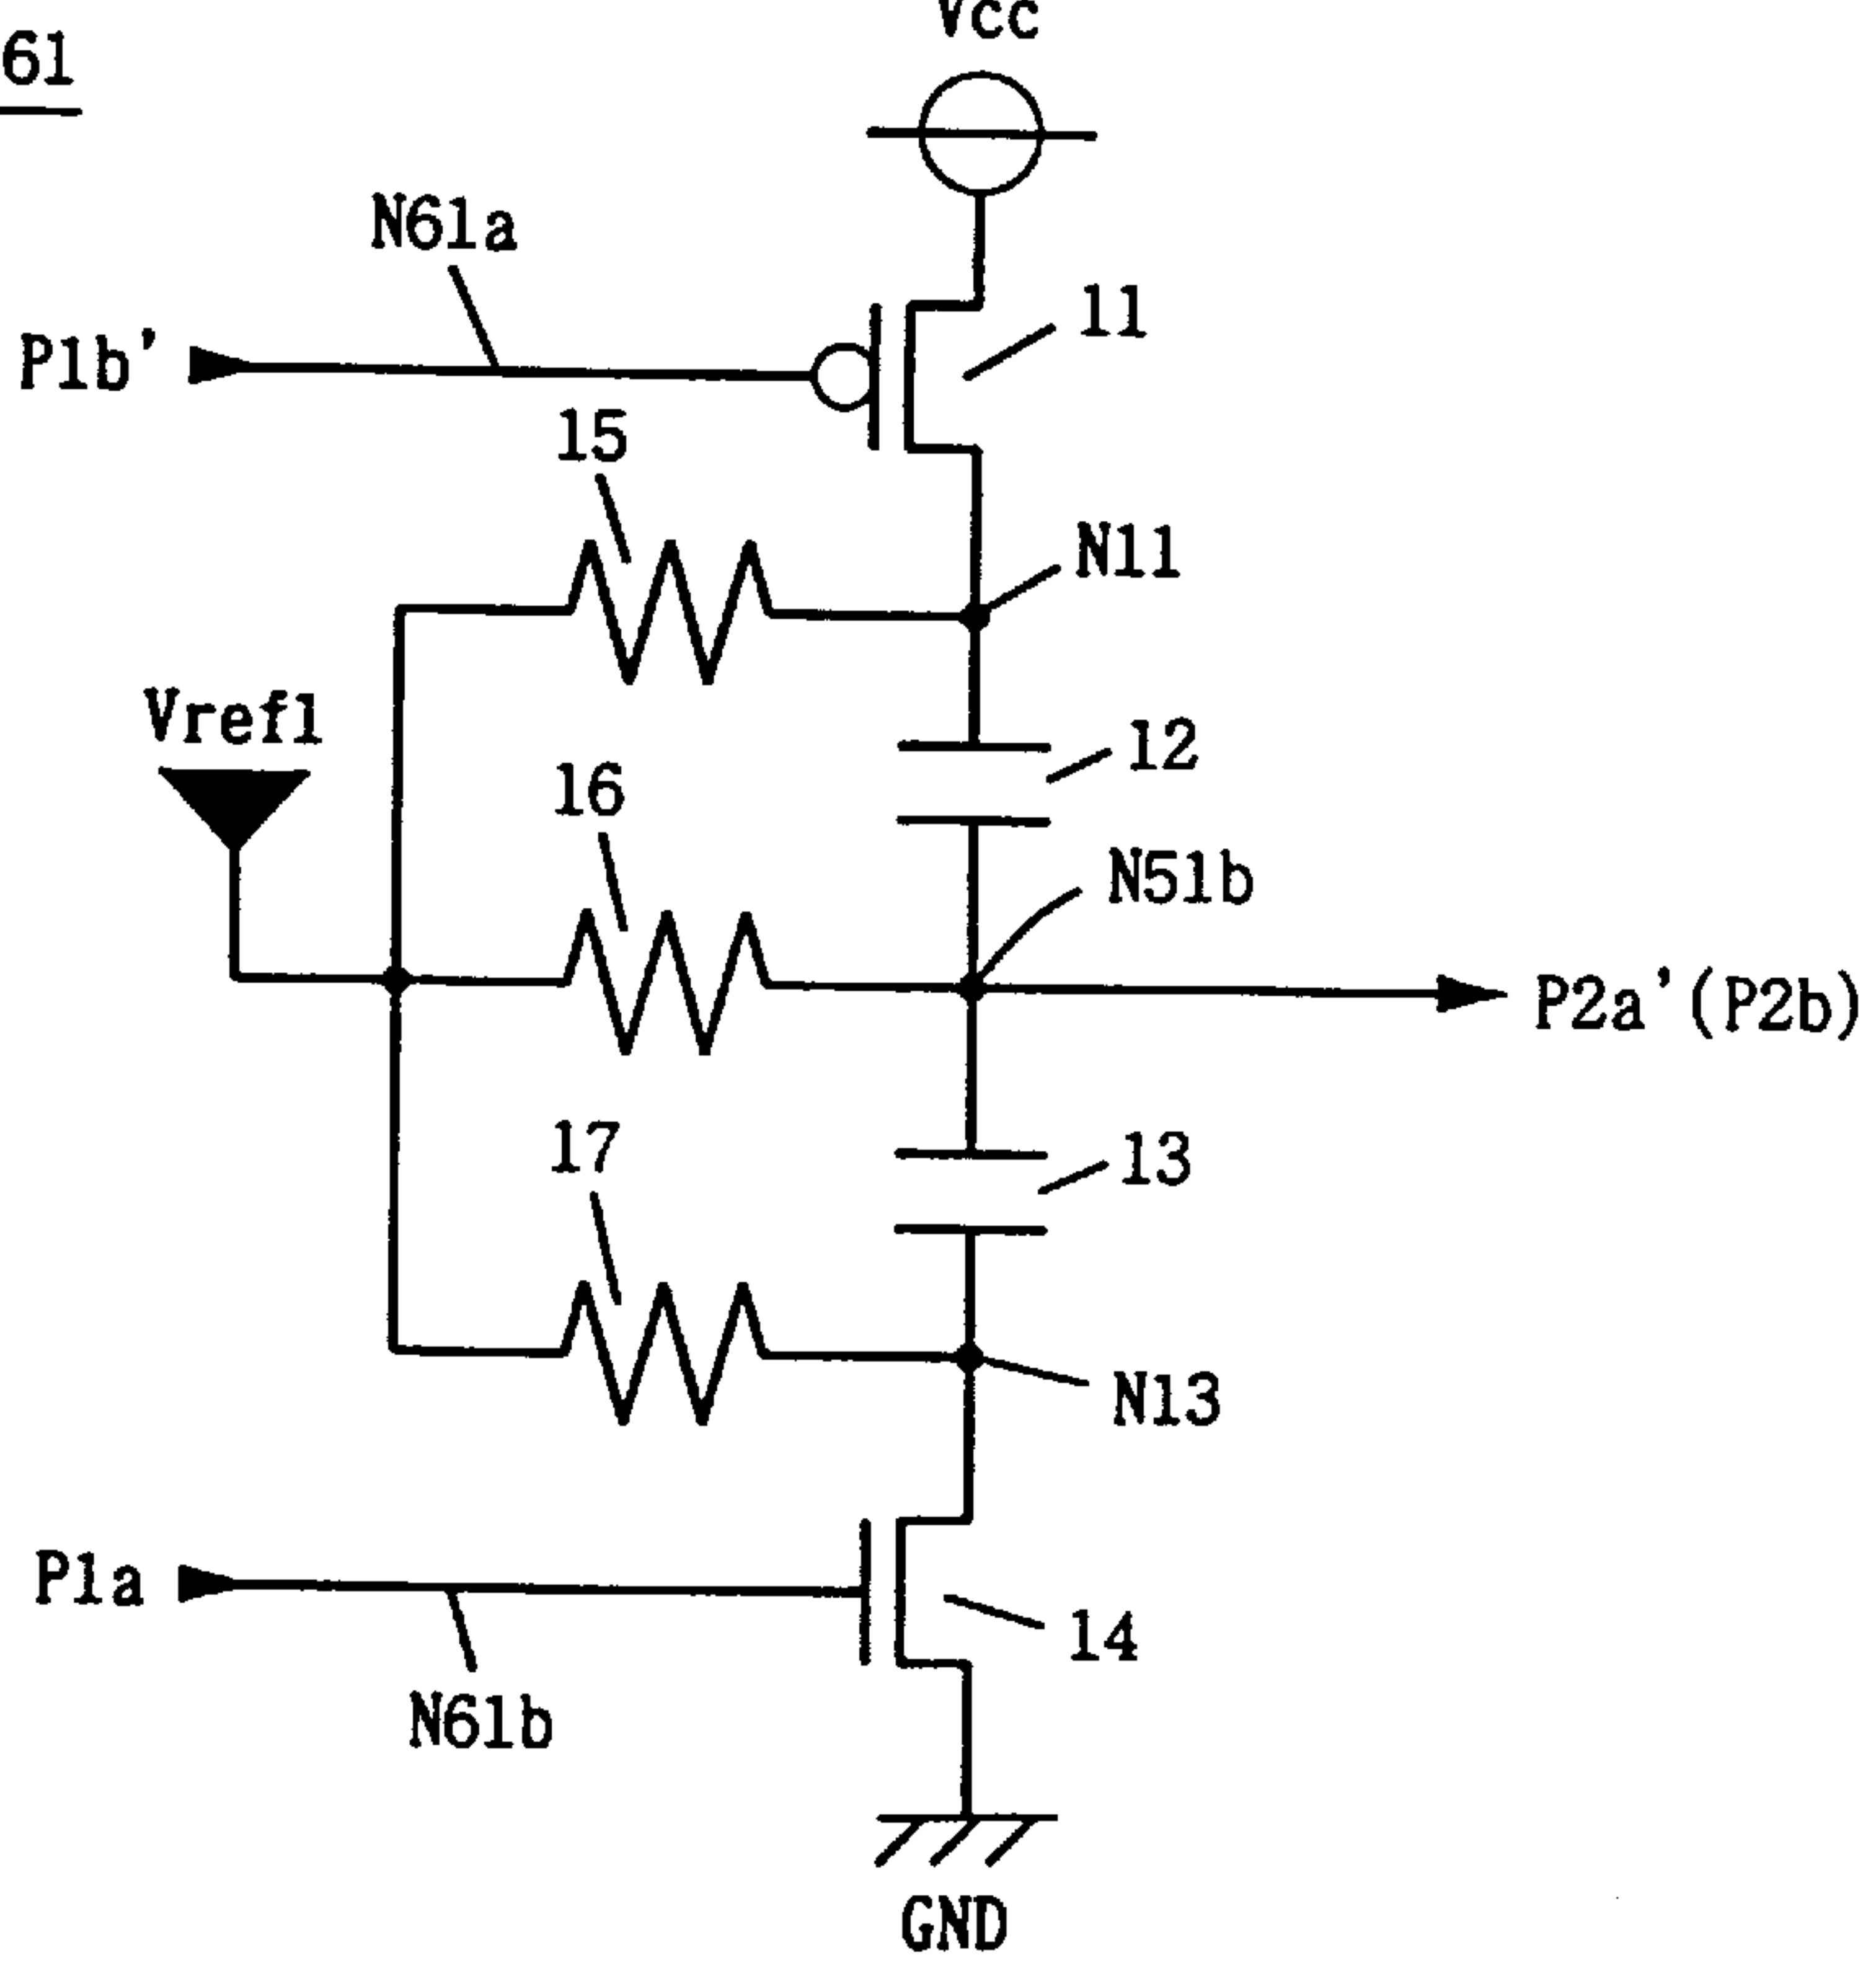 Vcc
61
N61a
11
P1b'
15
N11
Vref1
12
16
N51b
P2a'(P2b)
17
13
N13
P1a
14
N61b
GND